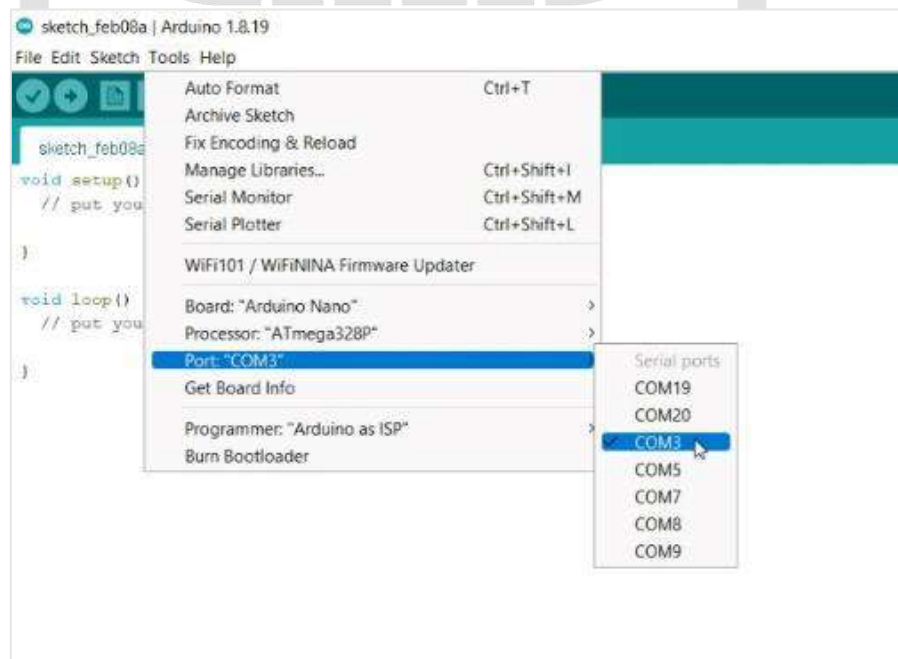 sketch_feb08a | Arduino 1.8.19
File Edit Sketch Tools Help
Auto Format Ctrl+T
Archive Sketch
Fix Encoding & Reload
Manage Libraries... Ctrl+Shift+I
Serial Monitor Ctrl+Shift+M
Serial Plotter Ctrl+Shift+L
WiFi101 / WiFiNINA Firmware Updater
Board: "Arduino Nano"
Processor: "ATmega328P"
Port: "COM3"
Get Board Info
Programmer: "Arduino as ISP"
Burn Bootloader
sketch_feb08a
void setup()
// put you
}
void loop()
// put you
}
Serial ports
COM19
COM20
COM3
COM5
COM7
COM8
COM9